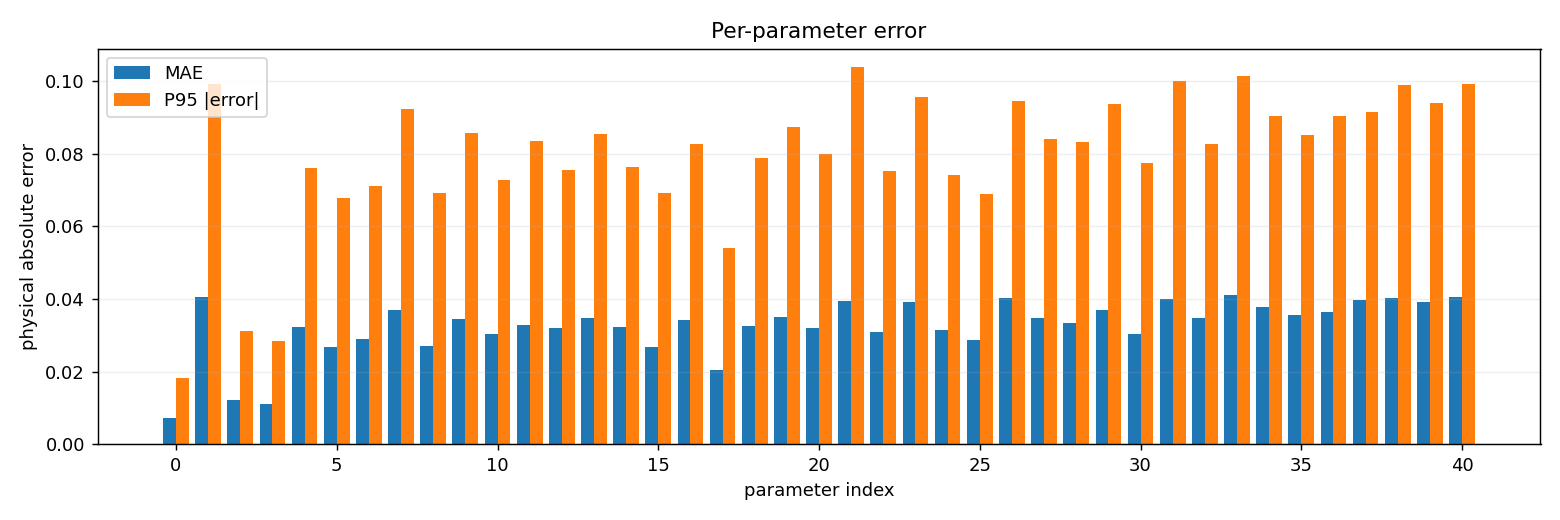 Per-parameter error
MAE
P95 |error|
physical absolute error
0.10
0.08
0.06
0.04
0.02
0.00
0 5 10 15 20 25 30 35 40
parameter index